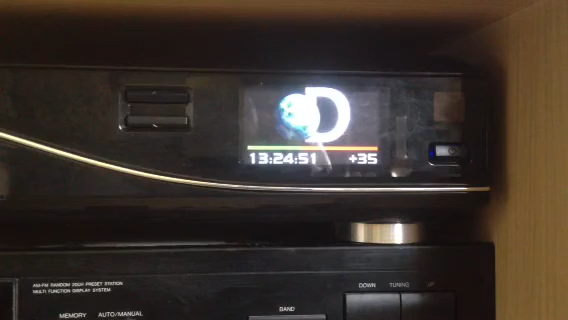 D
13:24:51 +35
AM-FM RANDOM 20CH PRESET STATION
MULTI FUNCTION DISPLAY SYSTEM
DOWN TUNING UP
BAND
MEMORY AUTO/MANUAL